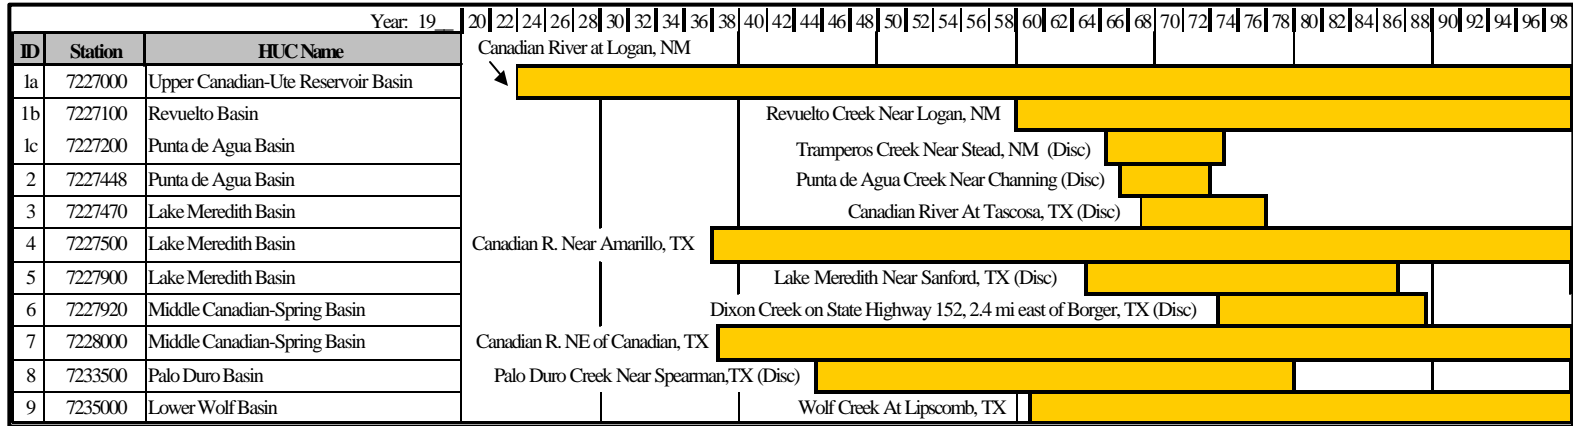 Year: 19__ 20 22 24 26 28 30 32 34 36 38 40 42 44 46 48 50 52 54 56 58 60 62 64 66 68 70 72 74 76 78 80 82 84 86 88 90 92 94 96 98
ID Station HUC Name Canadian River at Logan, NM
1a 7227000 Upper Canadian-Ute Reservoir Basin
1b 7227100 Revuelto Basin Revuelto Creek Near Logan, NM
1c 7227200 Punta de Agua Basin Tramperos Creek Near Stead, NM (Disc)
2 7227448 Punta de Agua Basin Punta de Agua Creek Near Channing (Disc)
3 7227470 Lake Meredith Basin Canadian River At Tascosa, TX (Disc)
4 7227500 Lake Meredith Basin Canadian R. Near Amarillo, TX
5 7227900 Lake Meredith Basin Lake Meredith Near Sanford, TX (Disc)
6 7227920 Middle Canadian-Spring Basin Dixon Creek on State Highway 152, 2.4 mi east of Borger, TX (Disc)
7 7228000 Middle Canadian-Spring Basin Canadian R. NE of Canadian, TX
8 7233500 Palo Duro Basin Palo Duro Creek Near Spearman,TX (Disc)
9 7235000 Lower Wolf Basin Wolf Creek At Lipscomb, TX